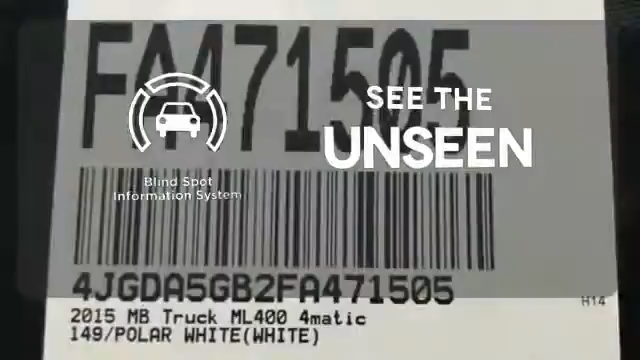 FA471505
SEE THE
UNSEEN
Blind Spot
Information System
4JGDA5GB2FA471505
H14
2015 MB Truck ML400 4matic
149/POLAR WHITE(WHITE)